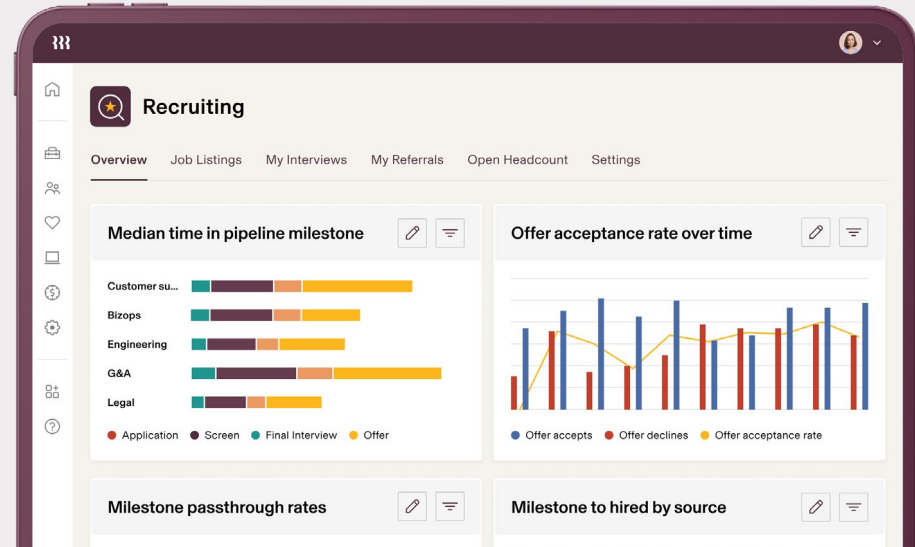 Recruiting
Overview Job Listings My Interviews My Referrals Open Headcount Settings
Median time in pipeline milestone
Customer su...
Bizops
Engineering
G&A
Legal
Application Screen Final Interview Offer
Offer acceptance rate over time
Offer accepts Offer declines Offer acceptance rate
Milestone passthrough rates
Milestone to hired by source